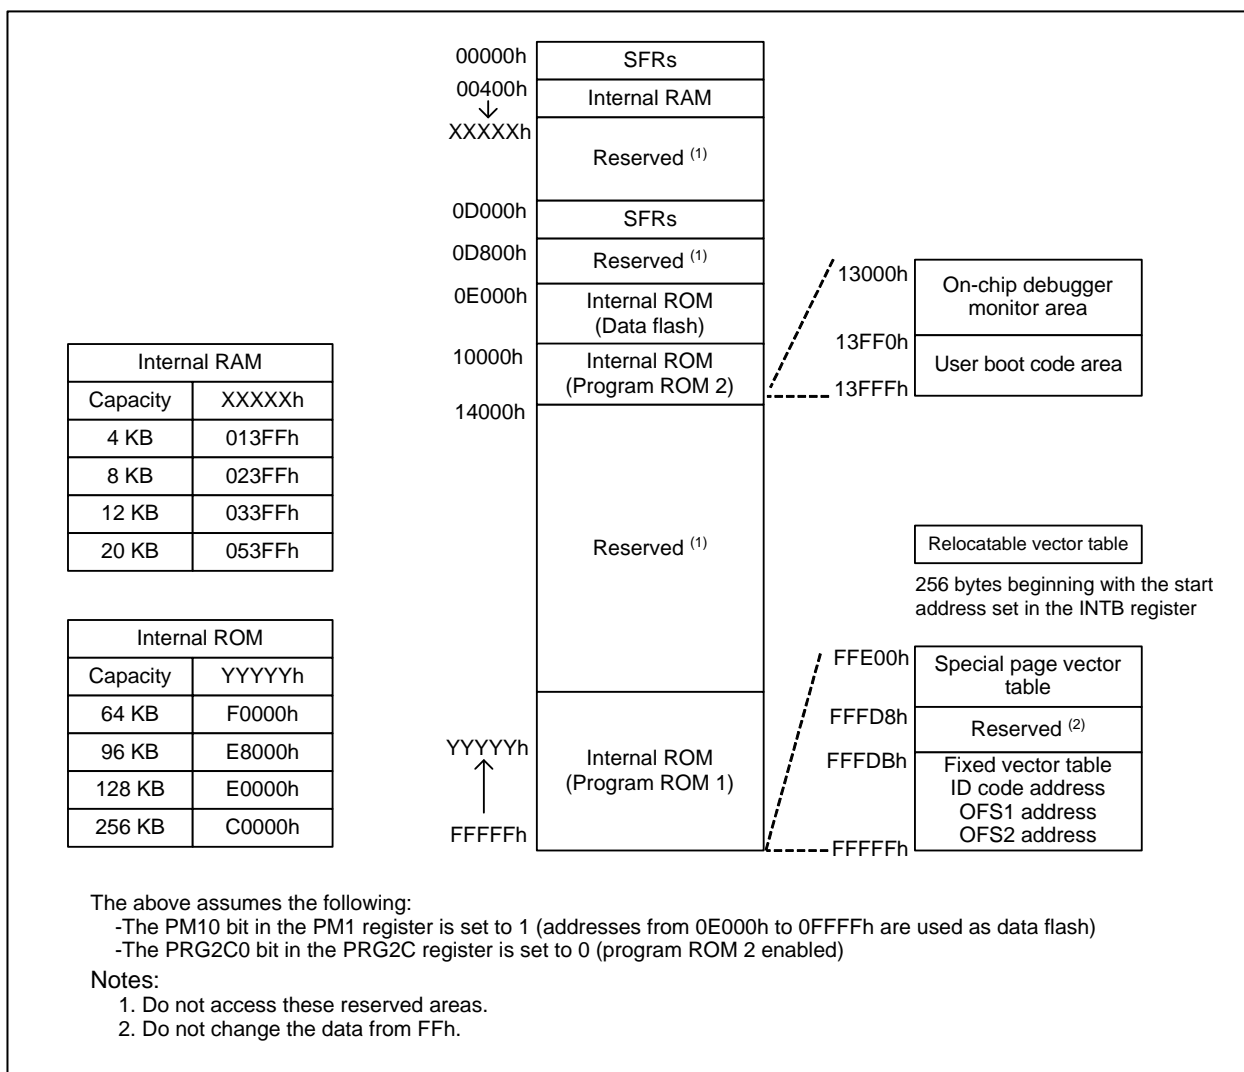 00000h
SFRs
00400h
Internal RAM
XXXXXh
Reserved (1)
0D000h
SFRs
0D800h
Reserved (1)
0E000h
Internal ROM
(Data flash)
10000h
Internal ROM
(Program ROM 2)
14000h
Reserved (1)
YYYYYh
Internal ROM
(Program ROM 1)
FFFFFh
13000h
On-chip debugger
monitor area
13FF0h
User boot code area
13FFFh
Relocatable vector table
256 bytes beginning with the start
address set in the INTB register
FFE00h
Special page vector
table
FFFD8h
Reserved (2)
FFFDBh
Fixed vector table
ID code address
OFS1 address
OFS2 address
FFFFFh
Internal RAM
Capacity XXXXXh
4 KB 013FFh
8 KB 023FFh
12 KB 033FFh
20 KB 053FFh
Internal ROM
Capacity YYYYYh
64 KB F0000h
96 KB E8000h
128 KB E0000h
256 KB C0000h
The above assumes the following:
-The PM10 bit in the PM1 register is set to 1 (addresses from 0E000h to 0FFFFh are used as data flash)
-The PRG2C0 bit in the PRG2C register is set to 0 (program ROM 2 enabled)
Notes:
1. Do not access these reserved areas.
2. Do not change the data from FFh.